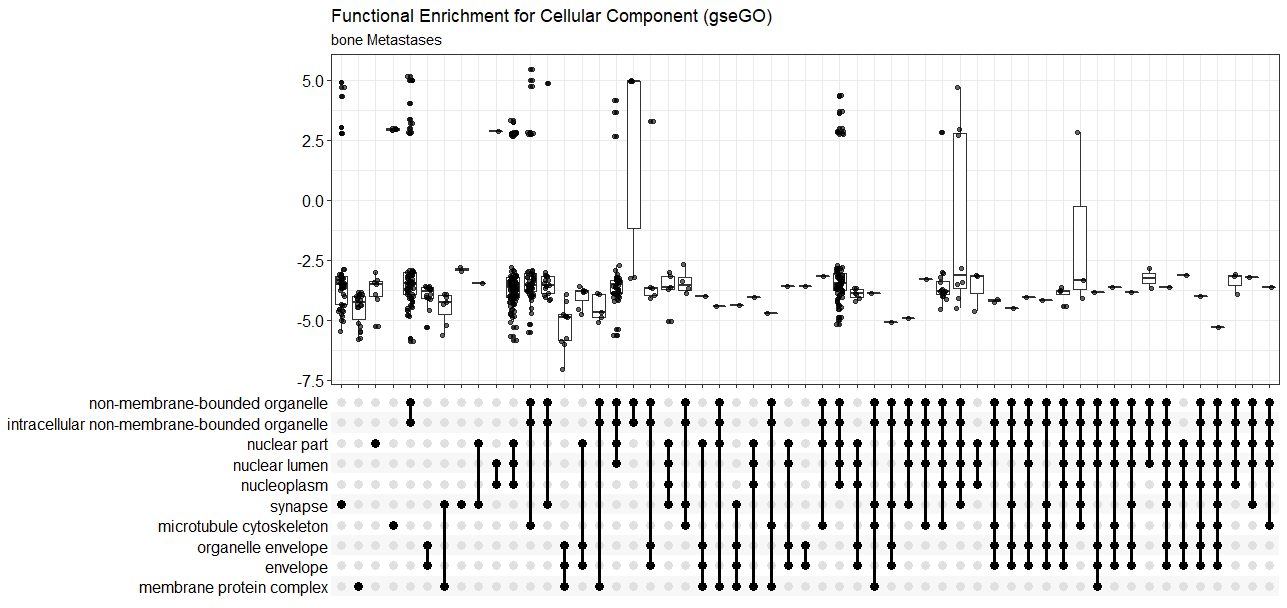 Functional Enrichment for Cellular Component (gseGO)
bone Metastases
5.0
2.5
0.0
-2.5
-5.0
-7.5
non-membrane-bounded organelle
intracellular non-membrane-bounded organelle
nuclear part
nuclear lumen
nucleoplasm
synapse
microtubule cytoskeleton
organelle envelope
envelope
membrane protein complex